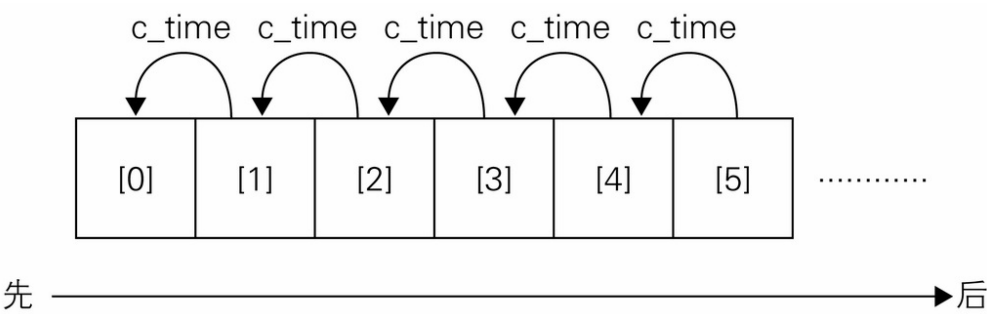 c_time c_time c_time c_time c_time
[0] [1] [2] [3] [4] [5] ············
先 后